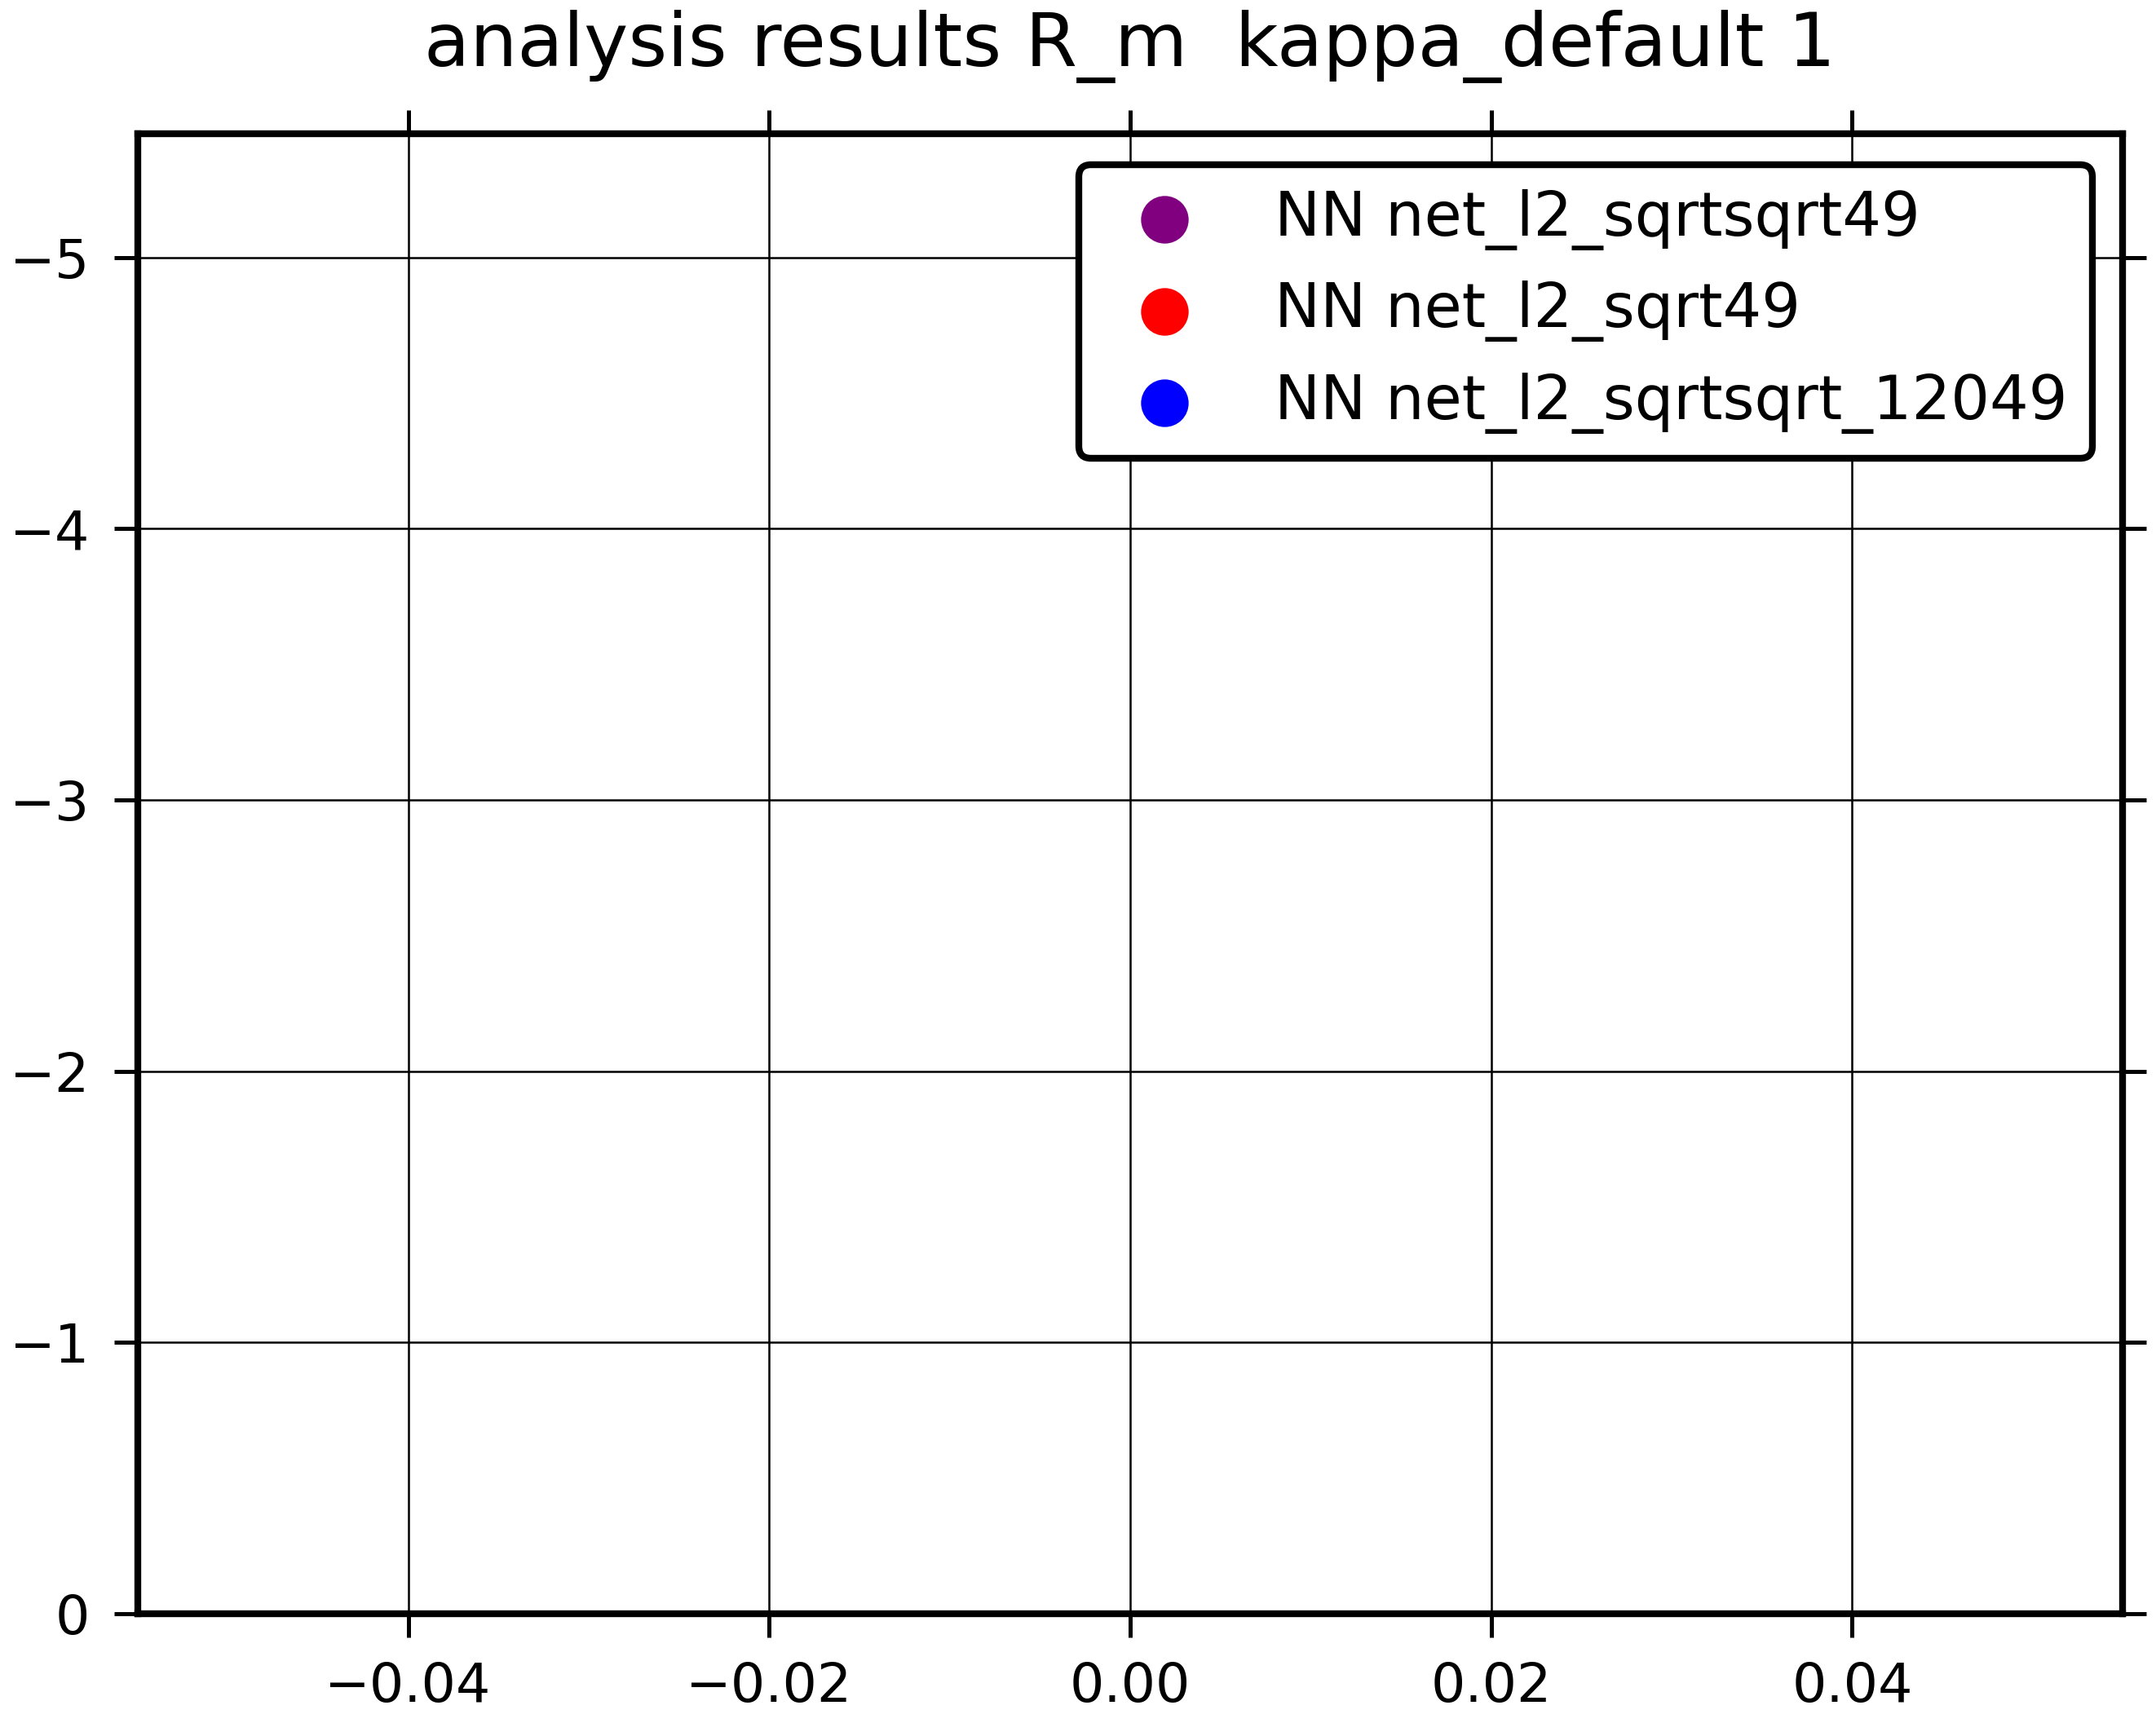 analysis results R_m  kappa_default 1
NN net_l2_sqrtsqrt49
NN net_l2_sqrt49
NN net_l2_sqrtsqrt_12049
−5
−4
−3
−2
−1
0
−0.04 −0.02 0.00 0.02 0.04